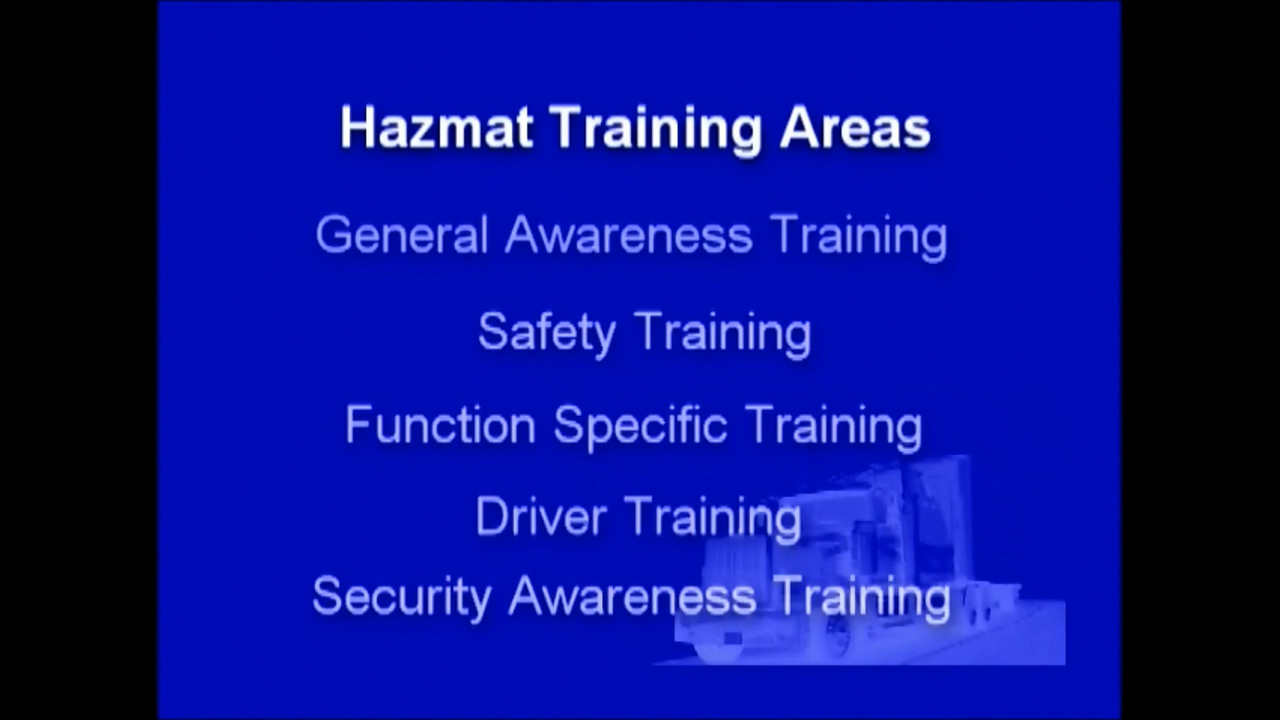 Hazmat Training Areas
General Awareness Training
Safety Training
Function Specific Training
Driver Training
Security Awareness Training